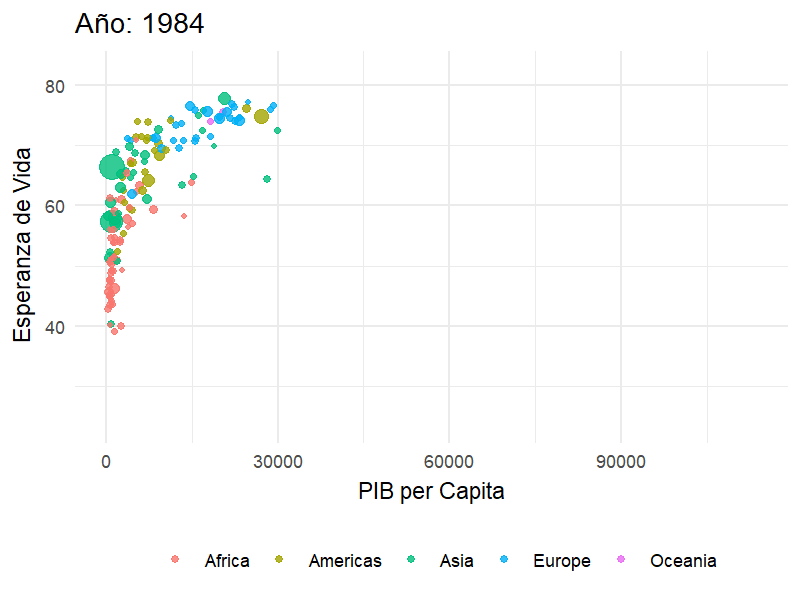 Año: 1984
Esperanza de Vida
80
60
40
0 30000 60000 90000
PIB per Capita
Africa Americas Asia Europe Oceania